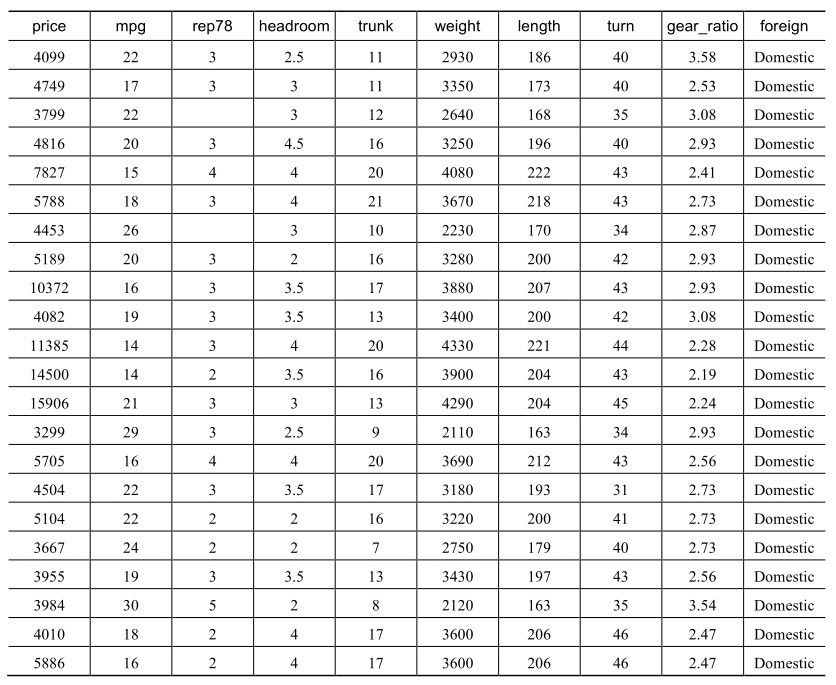 price mpg rep78 headroom trunk weight length turn gear_ratio foreign
4099 22 3 2.5 11 2930 186 40 3.58 Domestic
4749 17 3 3 11 3350 173 40 2.53 Domestic
3799 22 3 12 2640 168 35 3.08 Domestic
4816 20 3 4.5 16 3250 196 40 2.93 Domestic
7827 15 4 4 20 4080 222 43 2.41 Domestic
5788 18 3 4 21 3670 218 43 2.73 Domestic
4453 26 3 10 2230 170 34 2.87 Domestic
5189 20 3 2 16 3280 200 42 2.93 Domestic
10372 16 3 3.5 17 3880 207 43 2.93 Domestic
4082 19 3 3.5 13 3400 200 42 3.08 Domestic
11385 14 3 4 20 4330 221 44 2.28 Domestic
14500 14 2 3.5 16 3900 204 43 2.19 Domestic
15906 21 3 3 13 4290 204 45 2.24 Domestic
3299 29 3 2.5 9 2110 163 34 2.93 Domestic
5705 16 4 4 20 3690 212 43 2.56 Domestic
4504 22 3 3.5 17 3180 193 31 2.73 Domestic
5104 22 2 2 16 3220 200 41 2.73 Domestic
3667 24 2 2 7 2750 179 40 2.73 Domestic
3955 19 3 3.5 13 3430 197 43 2.56 Domestic
3984 30 5 2 8 2120 163 35 3.54 Domestic
4010 18 2 4 17 3600 206 46 2.47 Domestic
5886 16 2 4 17 3600 206 46 2.47 Domestic